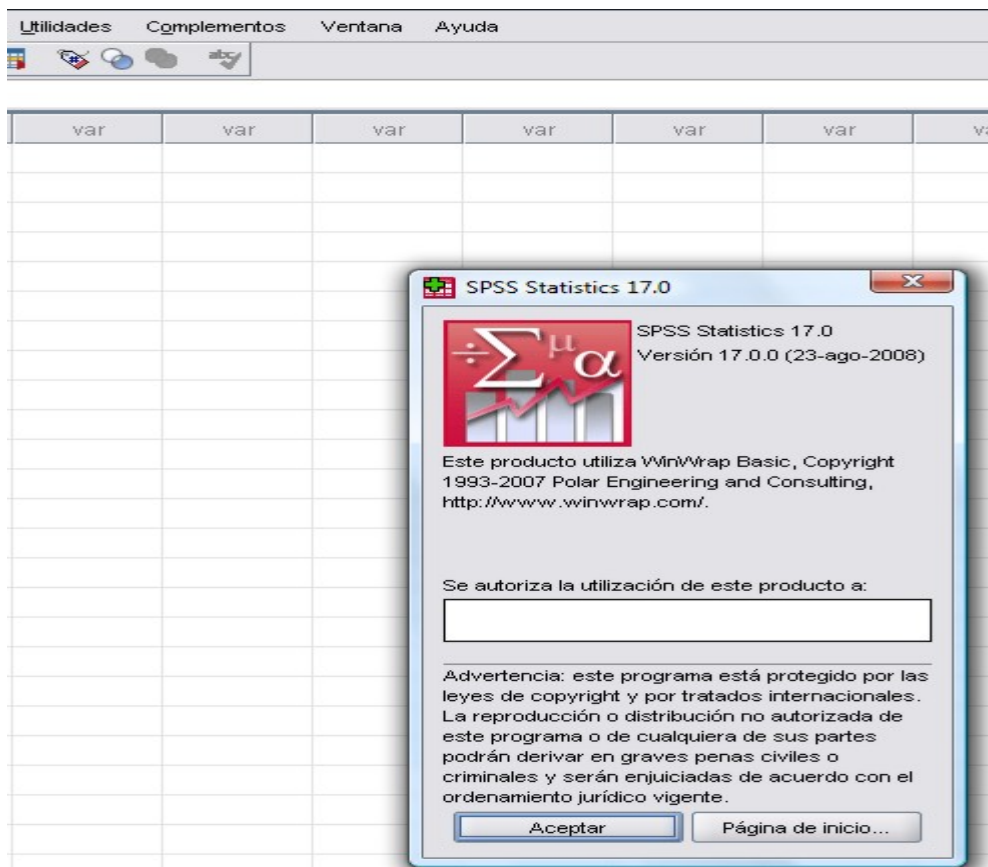 Utilidades Complementos Ventana Ayuda
abc
var var var var var var va
SPSS Statistics 17.0
÷Σμα
SPSS Statistics 17.0
Versión 17.0.0 (23-ago-2008)
Este producto utiliza WinWrap Basic, Copyright
1993-2007 Polar Engineering and Consulting,
http://www.winwrap.com/.
Se autoriza la utilización de este producto a:
Advertencia: este programa está protegido por las
leyes de copyright y por tratados internacionales.
La reproducción o distribución no autorizada de
este programa o de cualquiera de sus partes
podrán derivar en graves penas civiles o
criminales y serán enjuiciadas de acuerdo con el
ordenamiento jurídico vigente.
Aceptar Página de inicio...